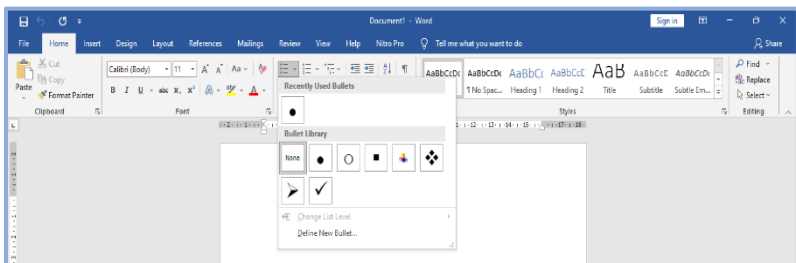 Document1 - Word
Sign in
File Home Insert Design Layout References Mailings Review View Help Nitro Pro Tell me what you want to do Share
Cut
Copy
Paste
Format Painter
Calibri (Body) 11
Clipboard
Font
Recently Used Bullets
Bullet Library
None
Change List Level
Define New Bullet...
AaBbCcDc AaBbCcDc AaBbCc AaBbCcE AaB AaBbCcE AaBbCcDc
1 No Spac... Heading 1 Heading 2 Title Subtitle Subtle Em...
Styles
Find
Replace
Select
Editing